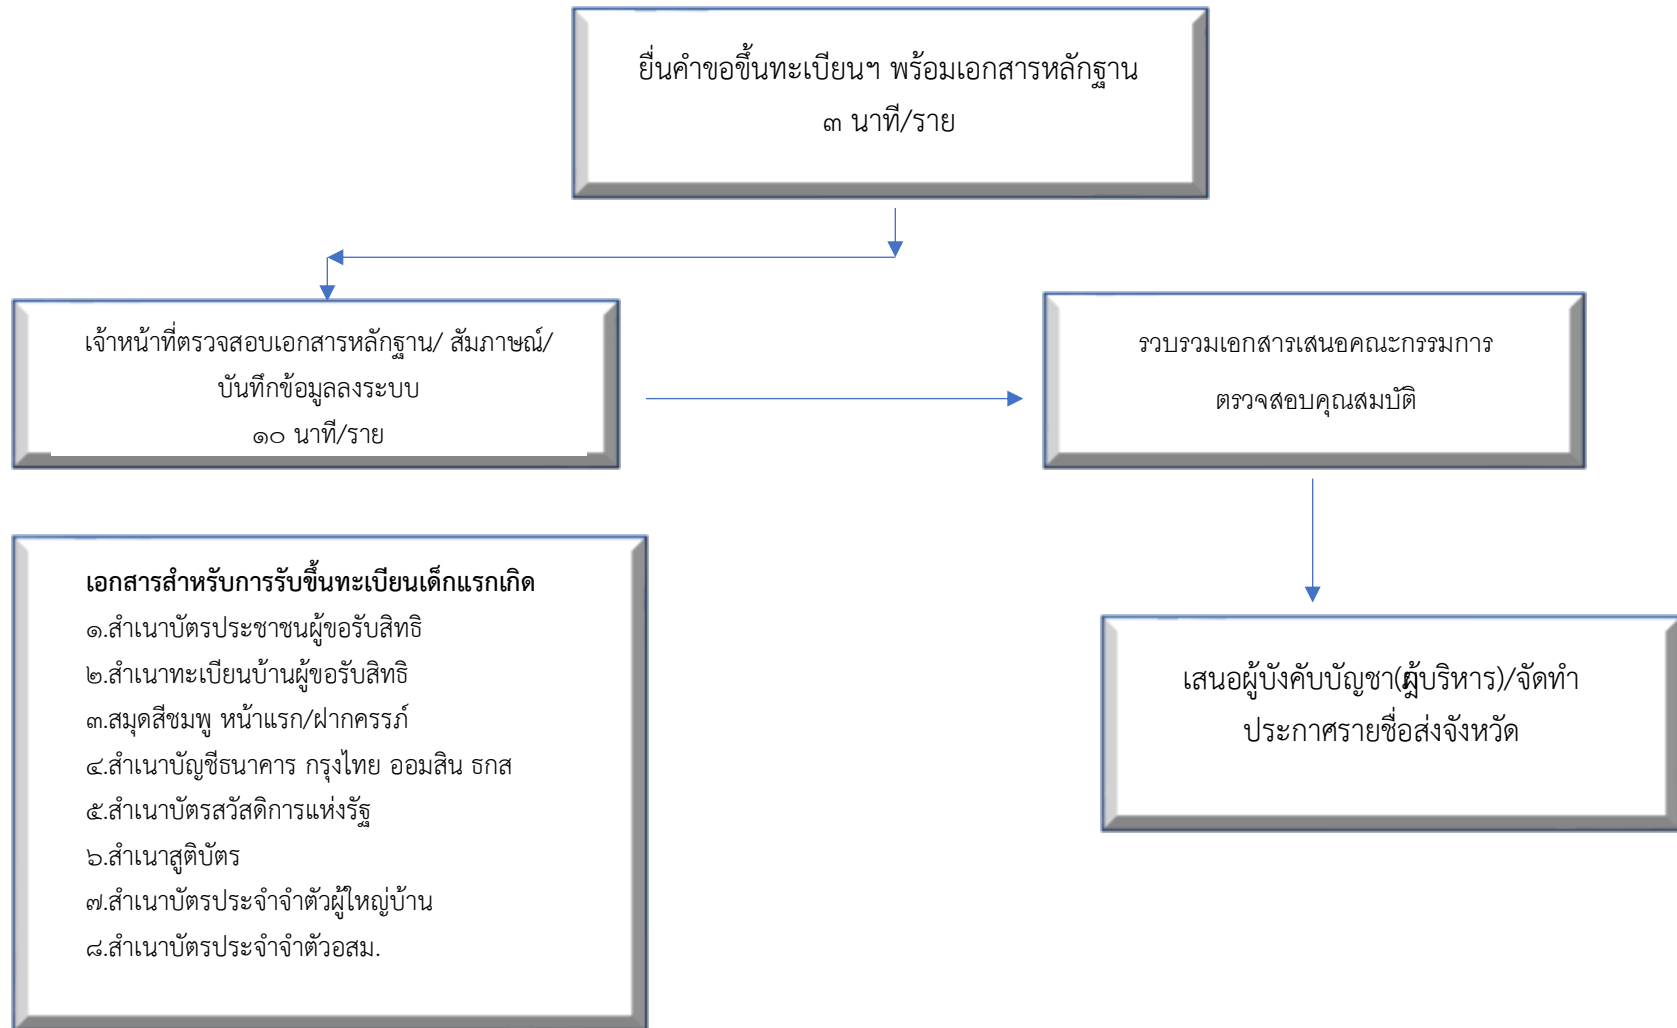 ยื่นคำขอขึ้นทะเบียนฯ พร้อมเอกสารหลักฐาน
๓ นาที/ราย
เจ้าหน้าที่ตรวจสอบเอกสารหลักฐาน/ สัมภาษณ์/
บันทึกข้อมูลลงระบบ
๑๐ นาที/ราย
รวบรวมเอกสารเสนอคณะกรรมการ
ตรวจสอบคุณสมบัติ
เอกสารสำหรับการรับขึ้นทะเบียนเด็กแรกเกิด
๑.สำเนาบัตรประชาชนผู้ขอรับสิทธิ
๒.สำเนาทะเบียนบ้านผู้ขอรับสิทธิ
๓.สมุดสีชมพู หน้าแรก/ฝากครรภ์
๔.สำเนาบัญชีธนาคาร กรุงไทย ออมสิน ธกส
๕.สำเนาบัตรสวัสดิการแห่งรัฐ
๖.สำเนาสูติบัตร
๗.สำเนาบัตรประจำจำตัวผู้ใหญ่บ้าน
๘.สำเนาบัตรประจำจำตัวอสม.
เสนอผู้บังคับบัญชา(ผู้บริหาร)/จัดทำ
ประกาศรายชื่อส่งจังหวัด